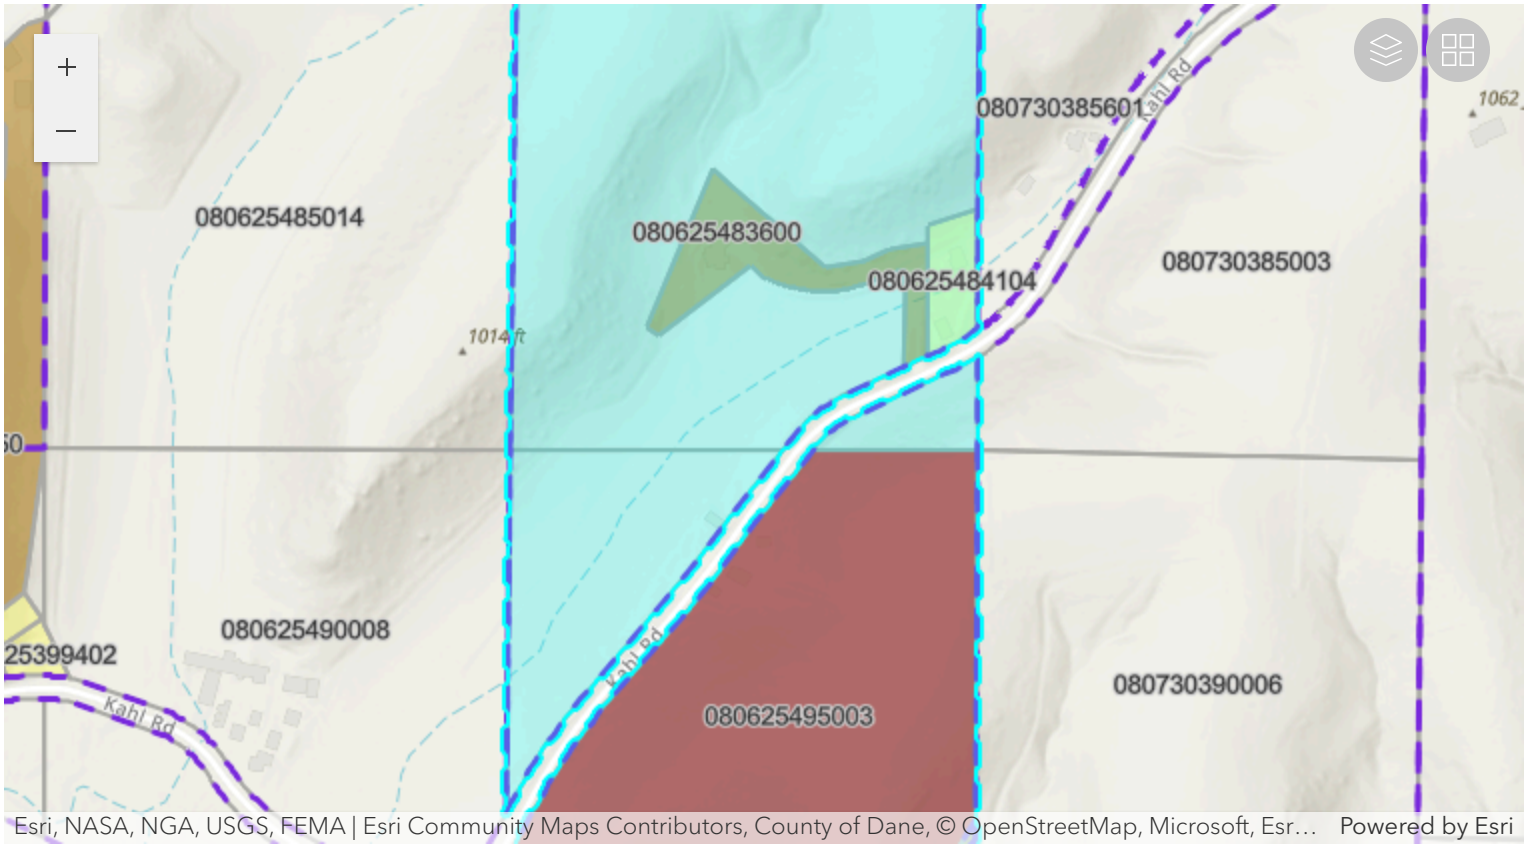 +
−
Kahl Rd
1062
080730385601
080625485014
080625483600
080730385003
080625484104
1014 ft
50
080625490008
25399402
Kahl Rd
Kahl Rd
080730390006
080625495003
Esri, NASA, NGA, USGS, FEMA | Esri Community Maps Contributors, County of Dane, © OpenStreetMap, Microsoft, Esr… Powered by Esri